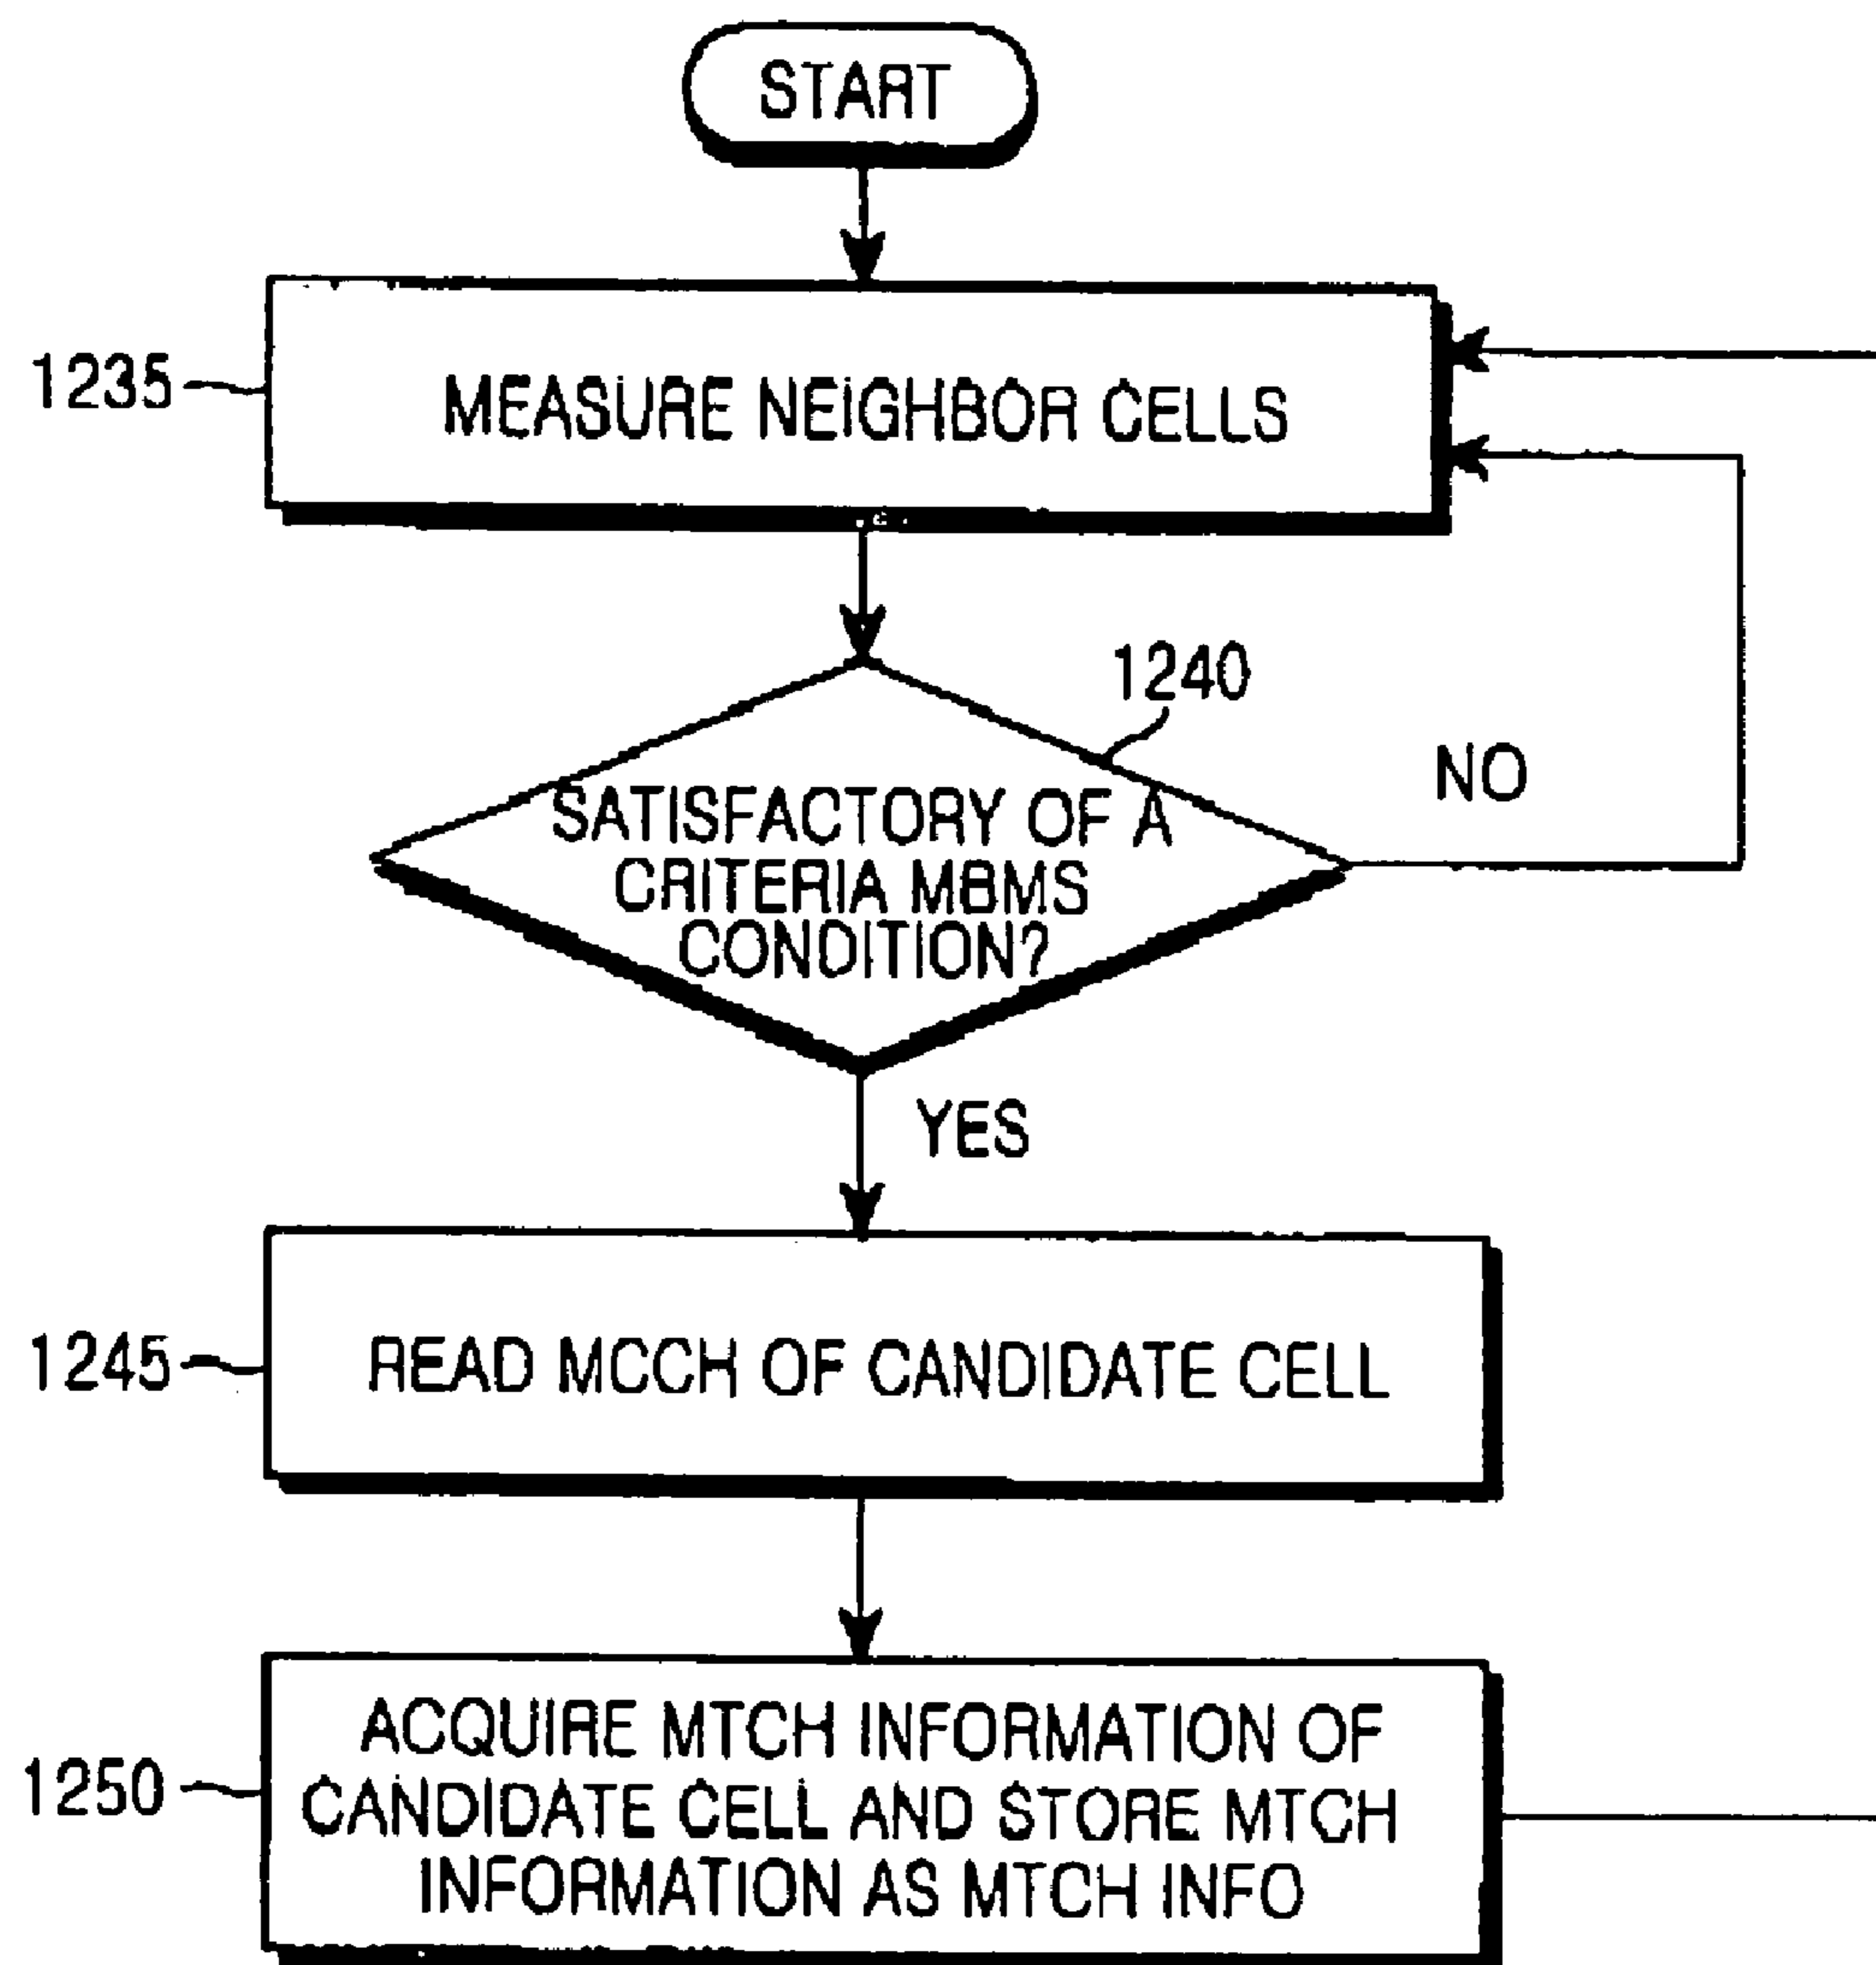 START
1235
MEASURE NEIGHBOR CELLS
1240
NO
SATISFACTORY OF A
CRITERIA MBMS
CONDITION?
YES
1245
READ MCCH OF CANDIDATE CELL
1250
ACQUIRE MTCH INFORMATION OF
CANDIDATE CELL AND STORE MTCH
INFORMATION AS MTCH INFO